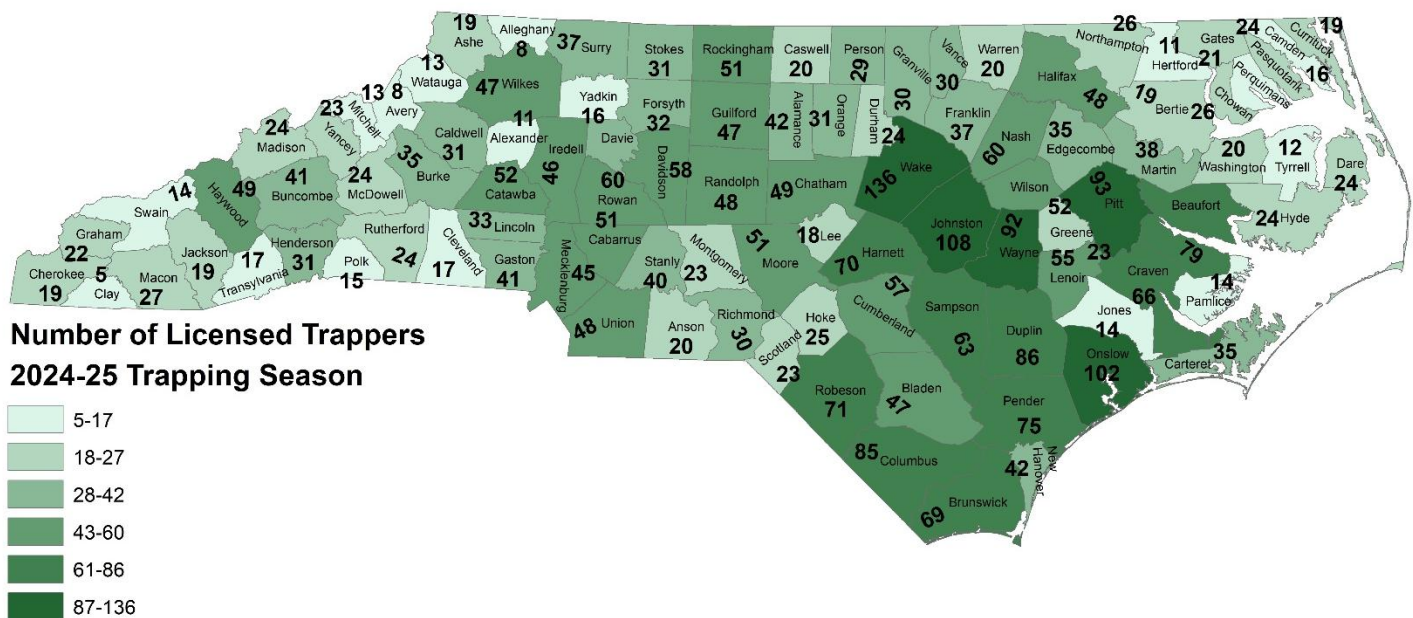 19
Ashe
Alleghany
8
37 Surry
Stokes
31
Rockingham
51
Caswell
20
Person
29
Granville
30
Vance
30
Warren
20
26
Northampton
11
Hertford
Gates
21
24
Camden
Currituck
19
Pasquotank
16
Perquimans
Chowan
26
13
Watauga
47 Wilkes
Yadkin
16
Forsyth
32
Guilford
47
Alamance
42
Orange
31
Durham
24
Franklin
37
Halifax
48
19
Bertie
13
Mitchell
8
Avery
23
Yancey
24
Madison
Caldwell
31
11
Alexander
Iredell
46
Davie
60
Davidson
58
Randolph
48
Chatham
49
Wake
136
Nash
60
35
Edgecombe
38
Martin
20
Washington
12
Tyrrell
Dare
24
14
Swain
Haywood
49
41
Buncombe
24
McDowell
35
Burke
52
Catawba
Rowan
51
Wilson
52
93
Pitt
Beaufort
79
24 Hyde
Graham
22
Jackson
19
Henderson
31
Rutherford
24
33
Lincoln
Cabarrus
Cleveland
17
Gaston
41
Mecklenburg
45
Stanly
40
Montgomery
23
51
Moore
18 Lee
Harnett
70
Johnston
108
92
Wayne
Greene
23
55
Lenoir
Craven
66
14
Pamlico
Cherokee
19
5
Clay
Macon
27
17
Transylvania
Polk
15
48 Union
Anson
20
Richmond
30
Scotland
23
Hoke
25
57
Cumberland
Sampson
63
Duplin
86
Jones
14
Onslow
102
35
Carteret
Robeson
71
Bladen
47
Pender
75
85
Columbus
42
New
Hanover
Brunswick
69
Number of Licensed Trappers
2024-25 Trapping Season
5-17
18-27
28-42
43-60
61-86
87-136